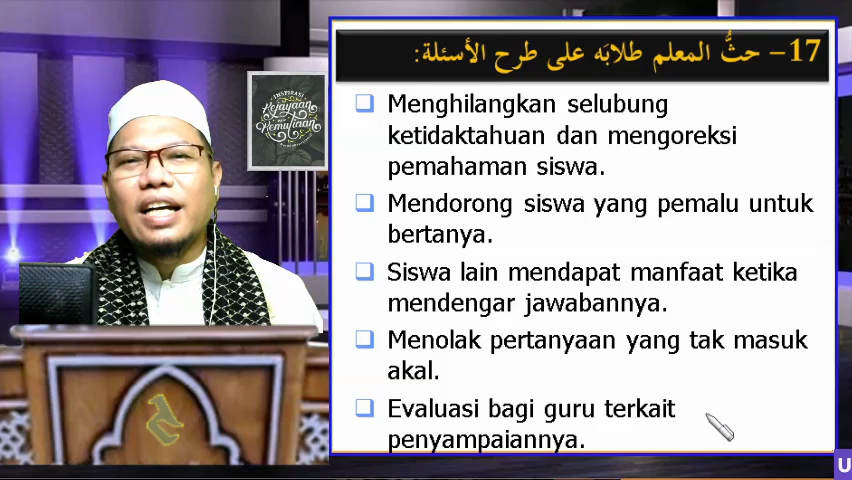 17- حثُّ المعلم طلابَه على طرح الأسئلة:
Menghilangkan selubung
ketidaktahuan dan mengoreksi
pemahaman siswa.
Mendorong siswa yang pemalu untuk
bertanya.
Siswa lain mendapat manfaat ketika
mendengar jawabannya.
Menolak pertanyaan yang tak masuk
akal.
Evaluasi bagi guru terkait
penyampaiannya.
INSPIRASI
Kejayaan
dan
Kemuliaan
U